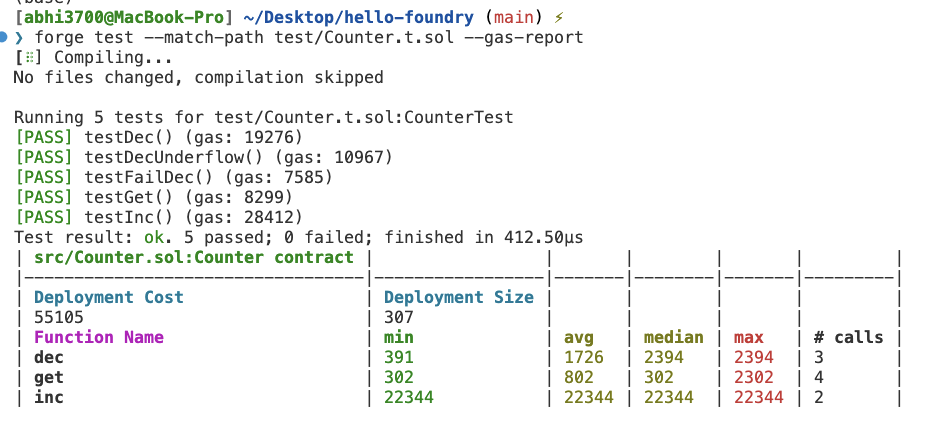 (base)
[abhi3700@MacBook-Pro] ~/Desktop/hello-foundry (main) ⚡
❯ forge test --match-path test/Counter.t.sol --gas-report
[⠿] Compiling...
No files changed, compilation skipped
Running 5 tests for test/Counter.t.sol:CounterTest
[PASS] testDec() (gas: 19276)
[PASS] testDecUnderflow() (gas: 10967)
[PASS] testFailDec() (gas: 7585)
[PASS] testGet() (gas: 8299)
[PASS] testInc() (gas: 28412)
Test result: ok. 5 passed; 0 failed; finished in 412.50µs
| src/Counter.sol:Counter contract | | | | | |
|----------------------------------|-----------------|-------|--------|-------|---------|
| Deployment Cost | Deployment Size | | | | |
| 55105 | 307 | | | | |
| Function Name | min | avg | median | max | # calls |
| dec | 391 | 1726 | 2394 | 2394 | 3 |
| get | 302 | 802 | 302 | 2302 | 4 |
| inc | 22344 | 22344 | 22344 | 22344 | 2 |